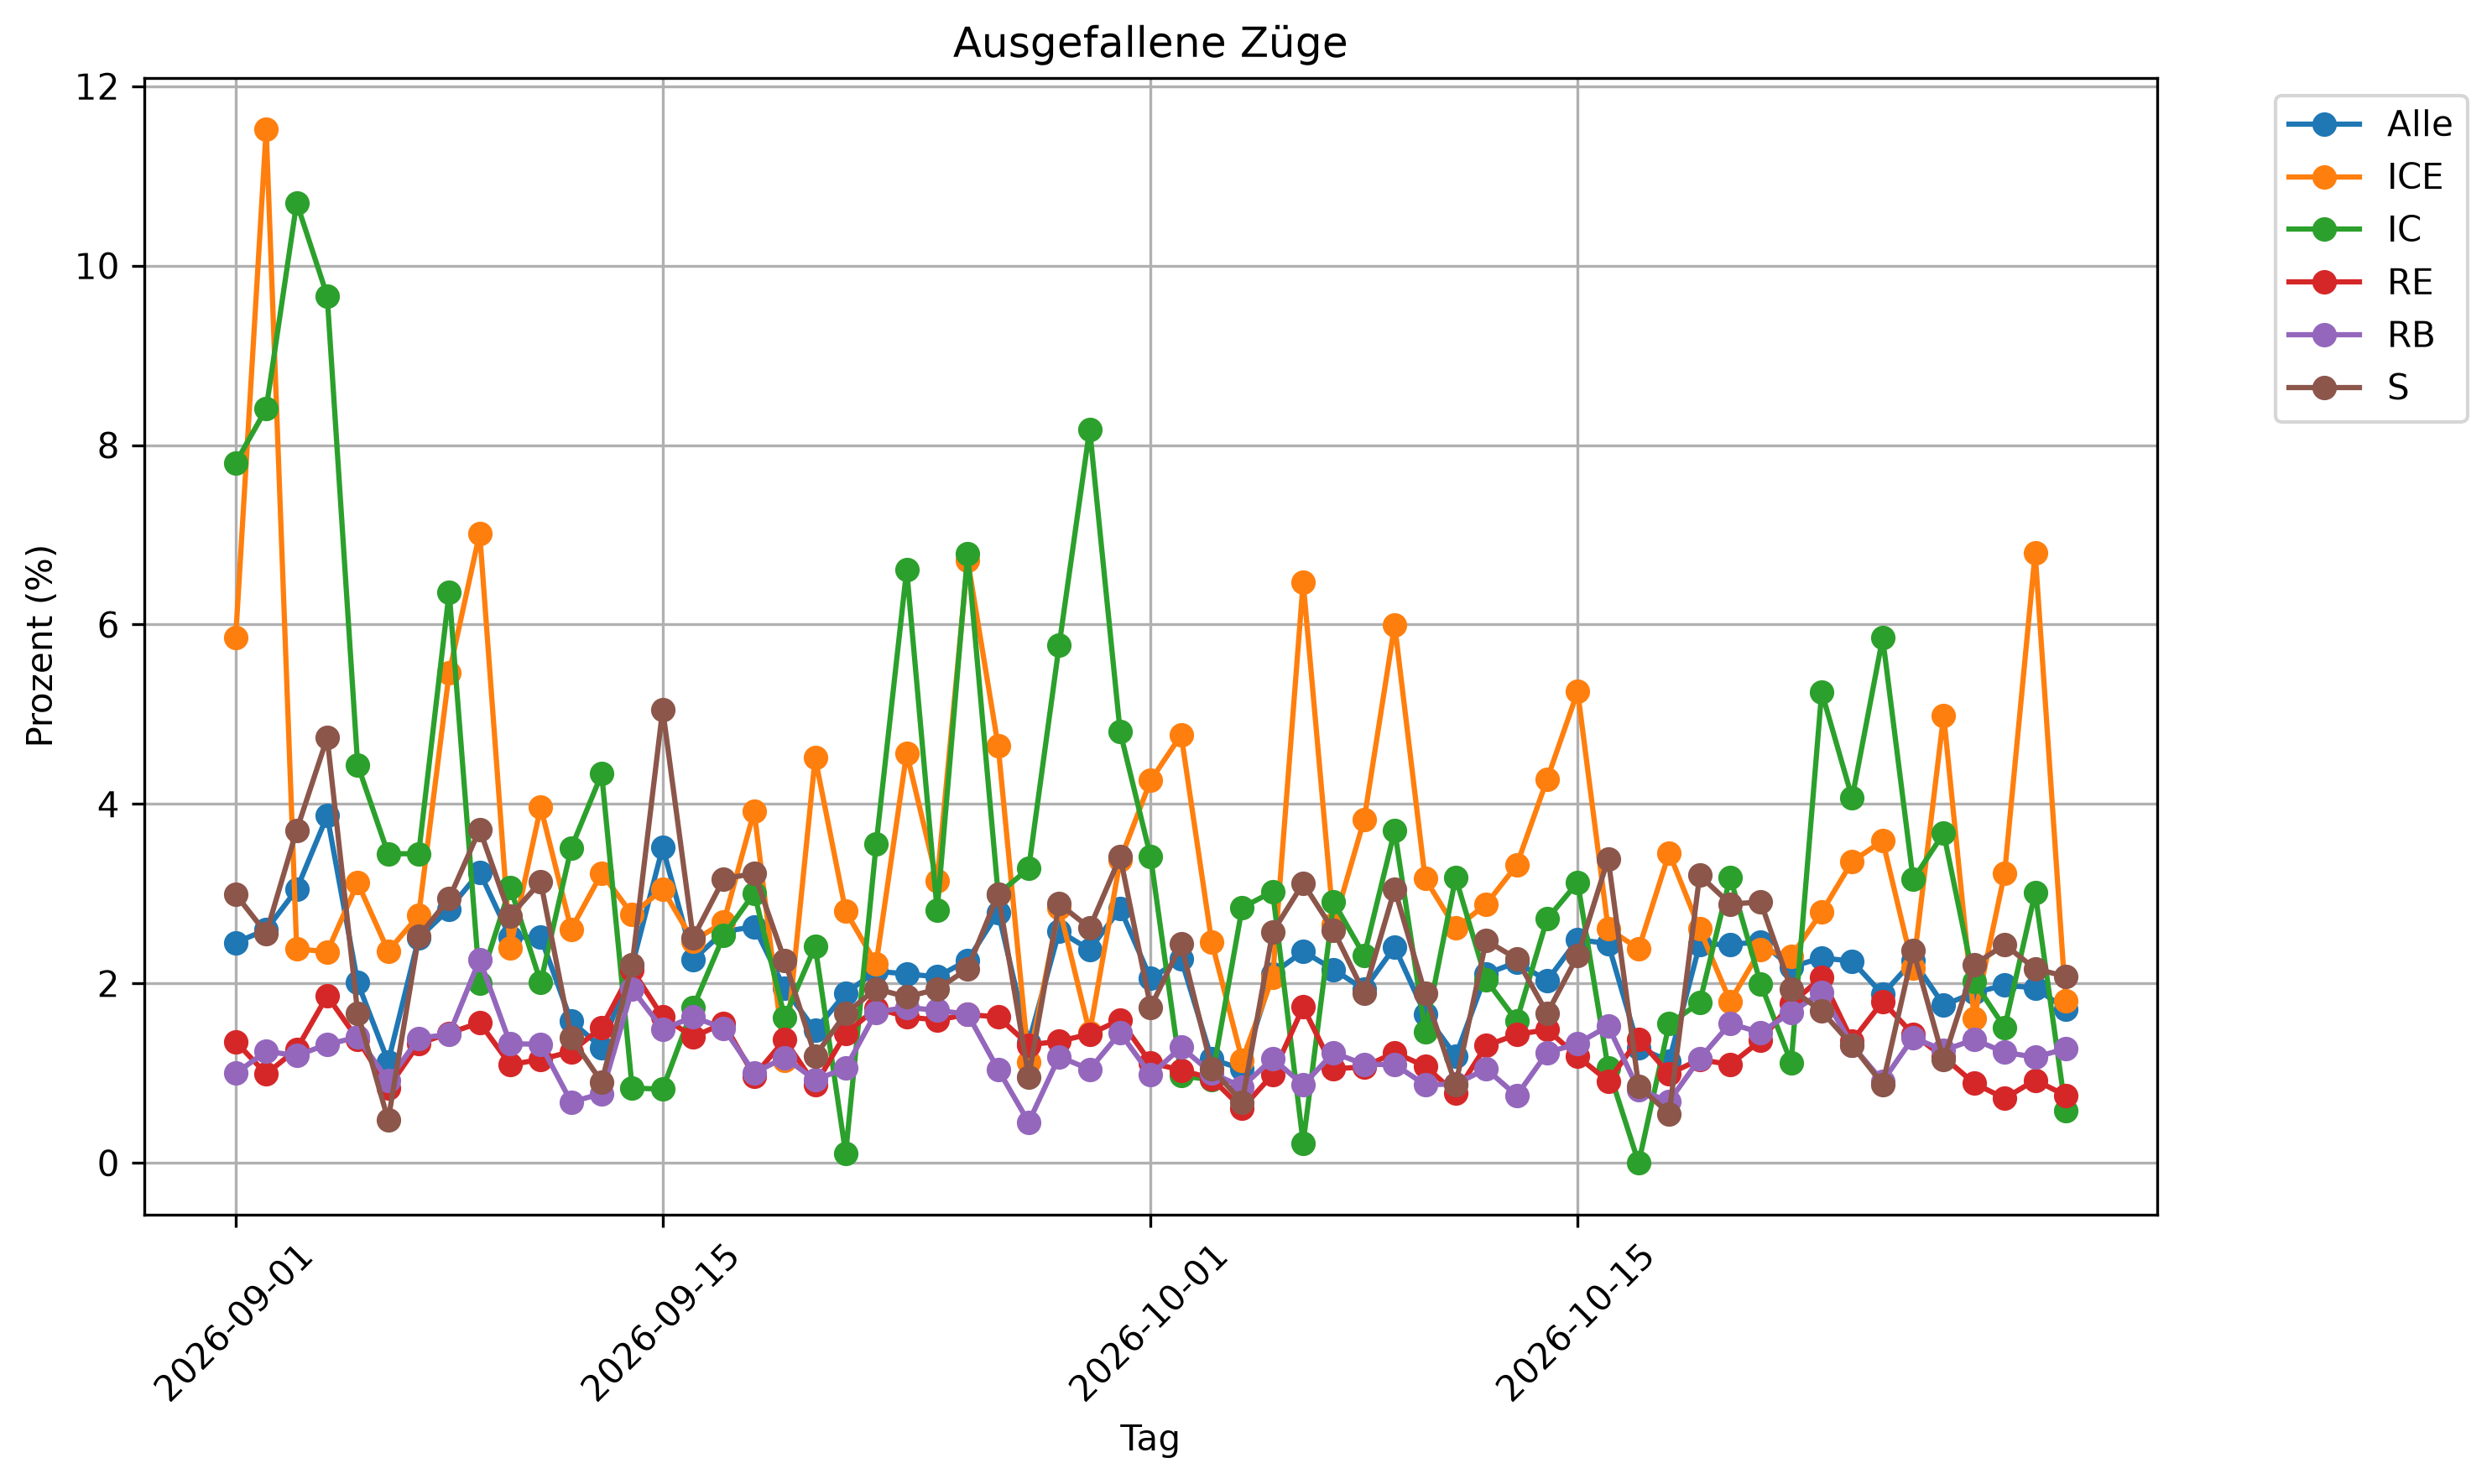 Ausgefallene Züge
12
10
8
6
4
2
0
Prozent (%)
2026-09-01
2026-09-15
2026-10-01
2026-10-15
Tag
Alle
ICE
IC
RE
RB
S